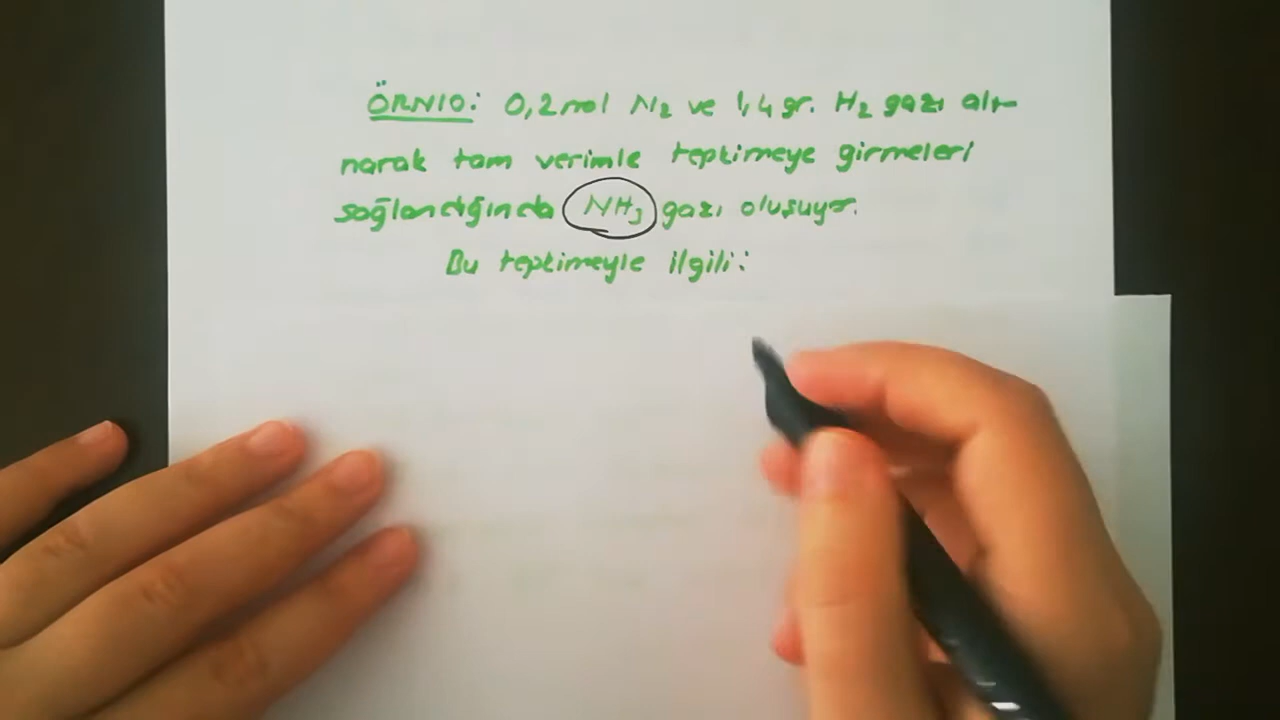 ÖRN10: 0,2 mol N₂ ve 1,4 gr. H₂ gazı alı-
narak tam verimle tepkimeye girmeleri
sağlandığında NH₃ gazı oluşuyor.
Bu tepkimeyle ilgili: